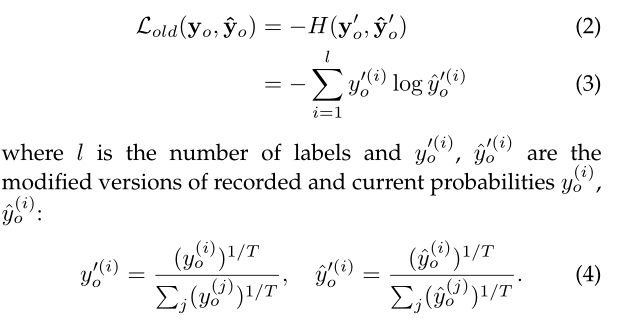 ℒ_old(y_o, ŷ_o) = −H(y′_o, ŷ′_o) (2)
= − ∑_{i=1}^{l} y′_o^{(i)} log ŷ′_o^{(i)} (3)
where l is the number of labels and y′_o^{(i)}, ŷ′_o^{(i)} are the
modified versions of recorded and current probabilities y_o^{(i)},
ŷ_o^{(i)}:
y′_o^{(i)} = (y_o^{(i)})^{1/T} / ∑_j (y_o^{(j)})^{1/T}, ŷ′_o^{(i)} = (ŷ_o^{(i)})^{1/T} / ∑_j (ŷ_o^{(j)})^{1/T}. (4)